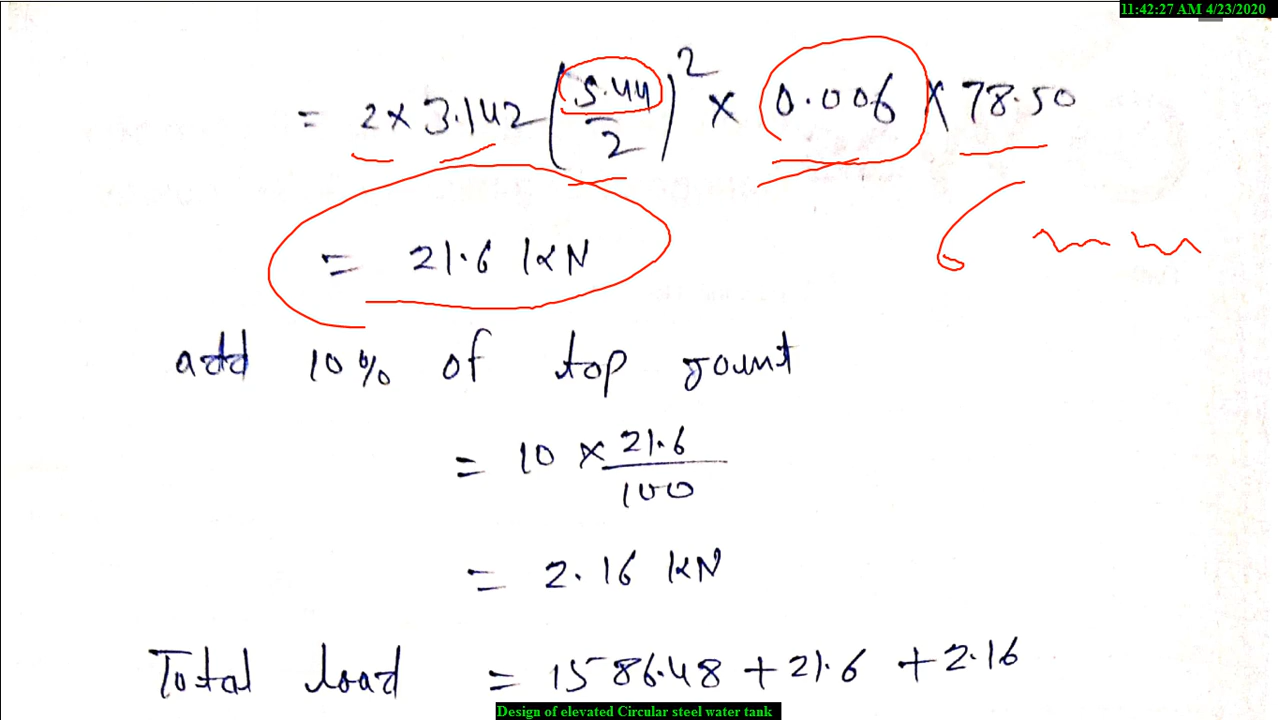 11:42:27 AM 4/23/2020
= 2 × 3.142 (5.44/2)² × 0.006 × 78.50
6 mm
= 21.6 kN
add 10% of top joint
= 10 × 21.6/100
= 2.16 kN
Total load = 1586.48 + 21.6 + 2.16
Design of elevated Circular steel water tank